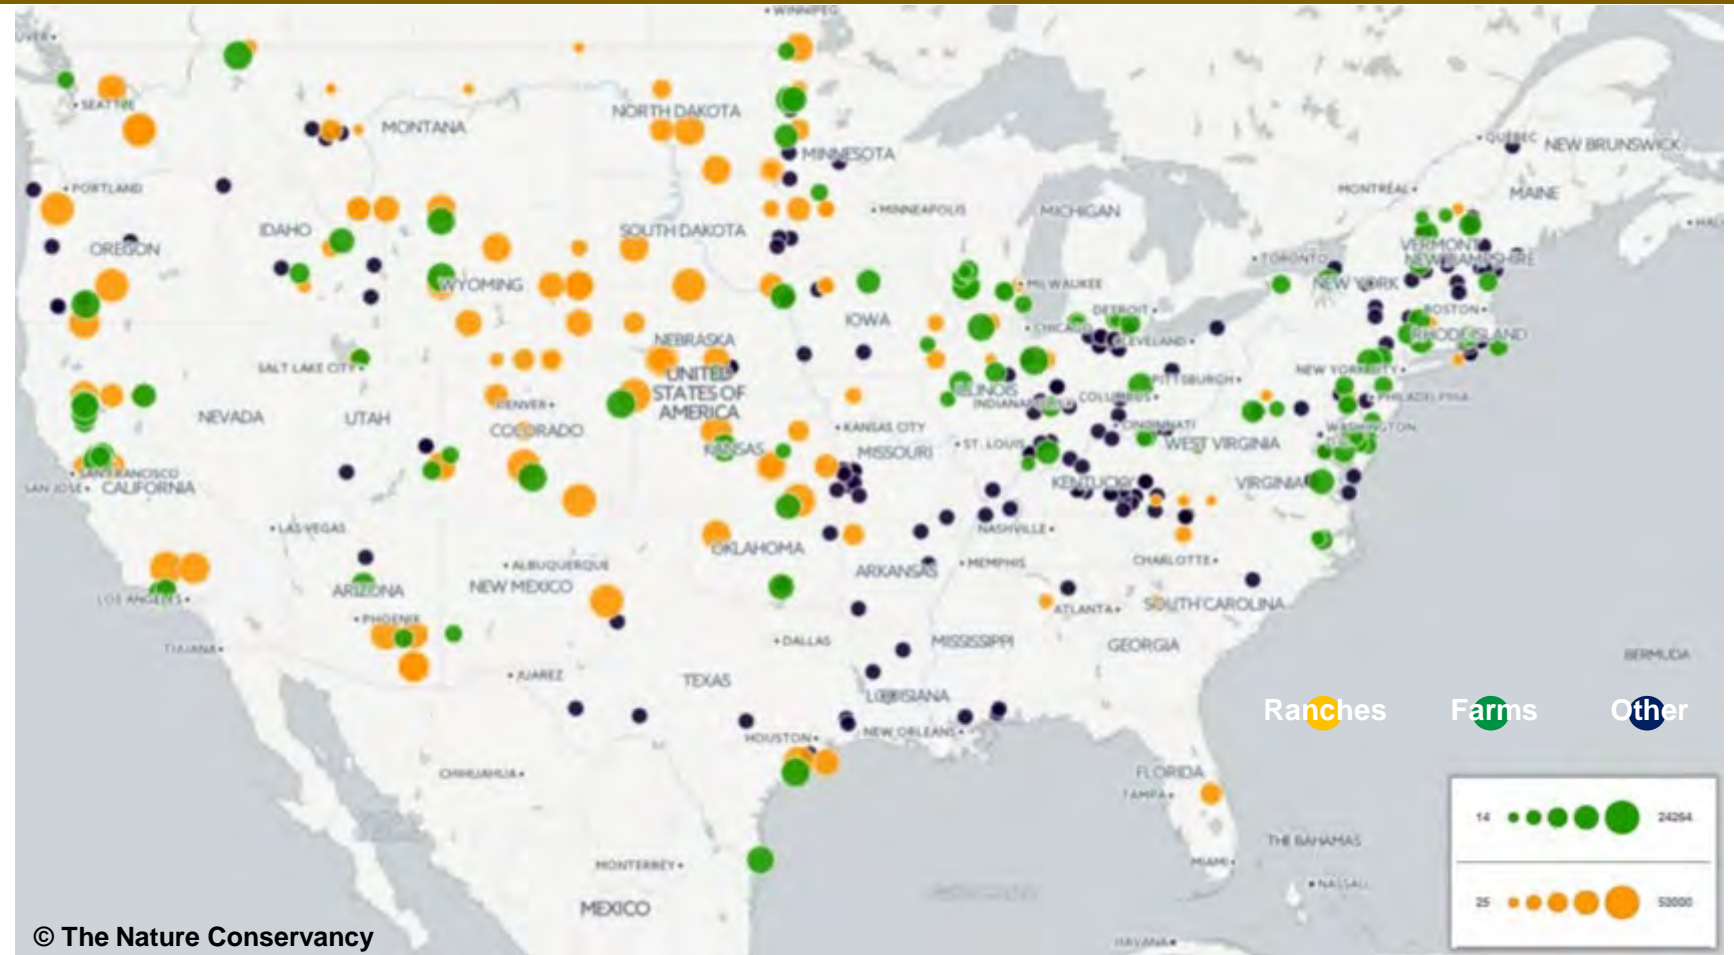 WINNIPEG
SEATTLE
MONTANA
NORTH DAKOTA
MINNESOTA
QUÉBEC
NEW BRUNSWICK
PORTLAND
MONTRÉAL
MAINE
MINNEAPOLIS
MICHIGAN
IDAHO
SOUTH DAKOTA
OREGON
VERMONT
TORONTO
NEW HAMPSHIRE
WYOMING
MILWAUKEE
NEW YORK
DETROIT
BOSTON
IOWA
CHICAGO
CLEVELAND
RHODE ISLAND
NEBRASKA
SALT LAKE CITY
UNITED
STATES OF
AMERICA
NEW YORK CITY
PITTSBURGH
ILLINOIS
COLUMBUS
PHILADELPHIA
DENVER
INDIANAPOLIS
NEVADA
UTAH
COLORADO
KANSAS CITY
CINCINNATI
WASHINGTON
KANSAS
MISSOURI
ST. LOUIS
WEST VIRGINIA
SAN FRANCISCO
SAN JOSE
CALIFORNIA
KENTUCKY
VIRGINIA
LAS VEGAS
NASHVILLE
OKLAHOMA
ALBUQUERQUE
ARKANSAS
MEMPHIS
CHARLOTTE
ARIZONA
NEW MEXICO
LOS ANGELES
ATLANTA
SOUTH CAROLINA
PHOENIX
TIJUANA
DALLAS
MISSISSIPPI
GEORGIA
BERMUDA
JUAREZ
TEXAS
LOUISIANA
Ranches Farms Other
HOUSTON
NEW ORLEANS
CHIHUAHUA
FLORIDA
TAMPA
14 24264
THE BAHAMAS
MONTERREY
MIAMI
NASSAU
MEXICO
25 53000
© The Nature Conservancy
HAVANA